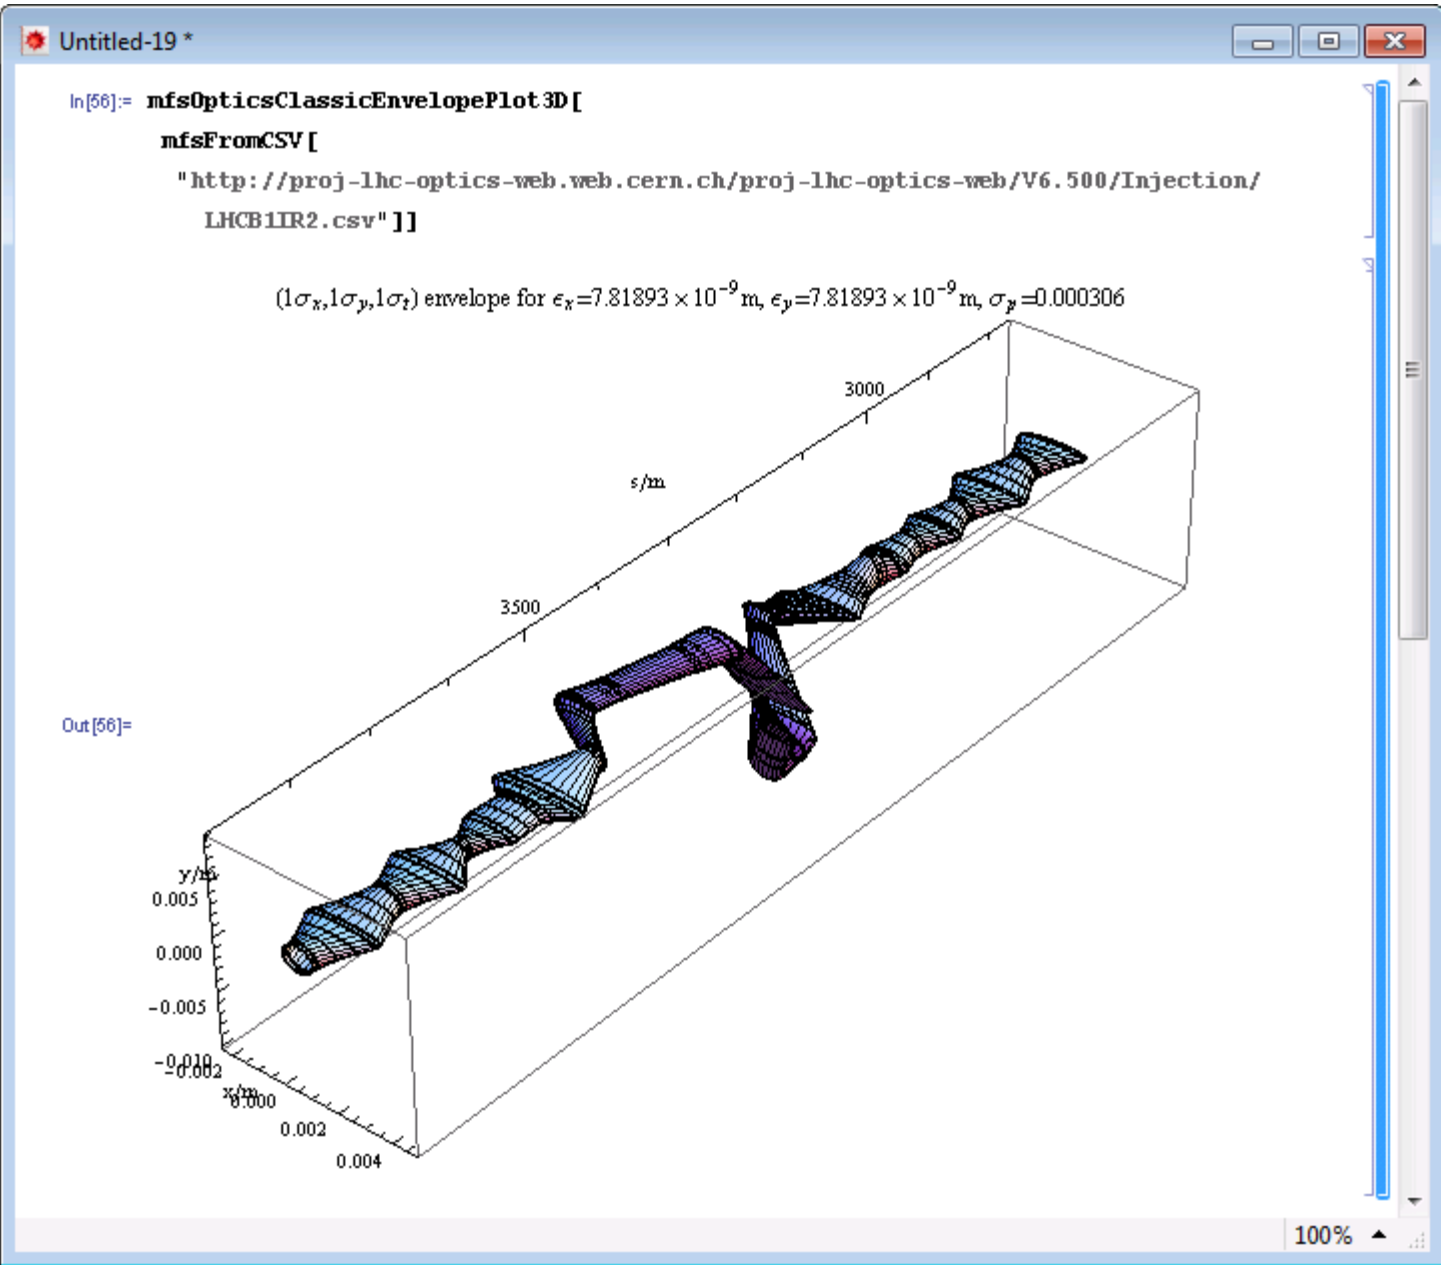 Untitled-19 *
In[56]:= mfsOpticsClassicEnvelopePlot3D[
mfsFromCSV[
"http://proj-lhc-optics-web.web.cern.ch/proj-lhc-optics-web/V6.500/Injection/
LHCB1IR2.csv"]]
(1σx,1σy,1σt) envelope for ϵx=7.81893 × 10⁻⁹ m, ϵy=7.81893 × 10⁻⁹ m, σp=0.000306
3000
s/m
3500
Out[56]=
y/m
0.005
0.000
-0.005
-0.010
-0.002
x/m
0.000
0.002
0.004
100%